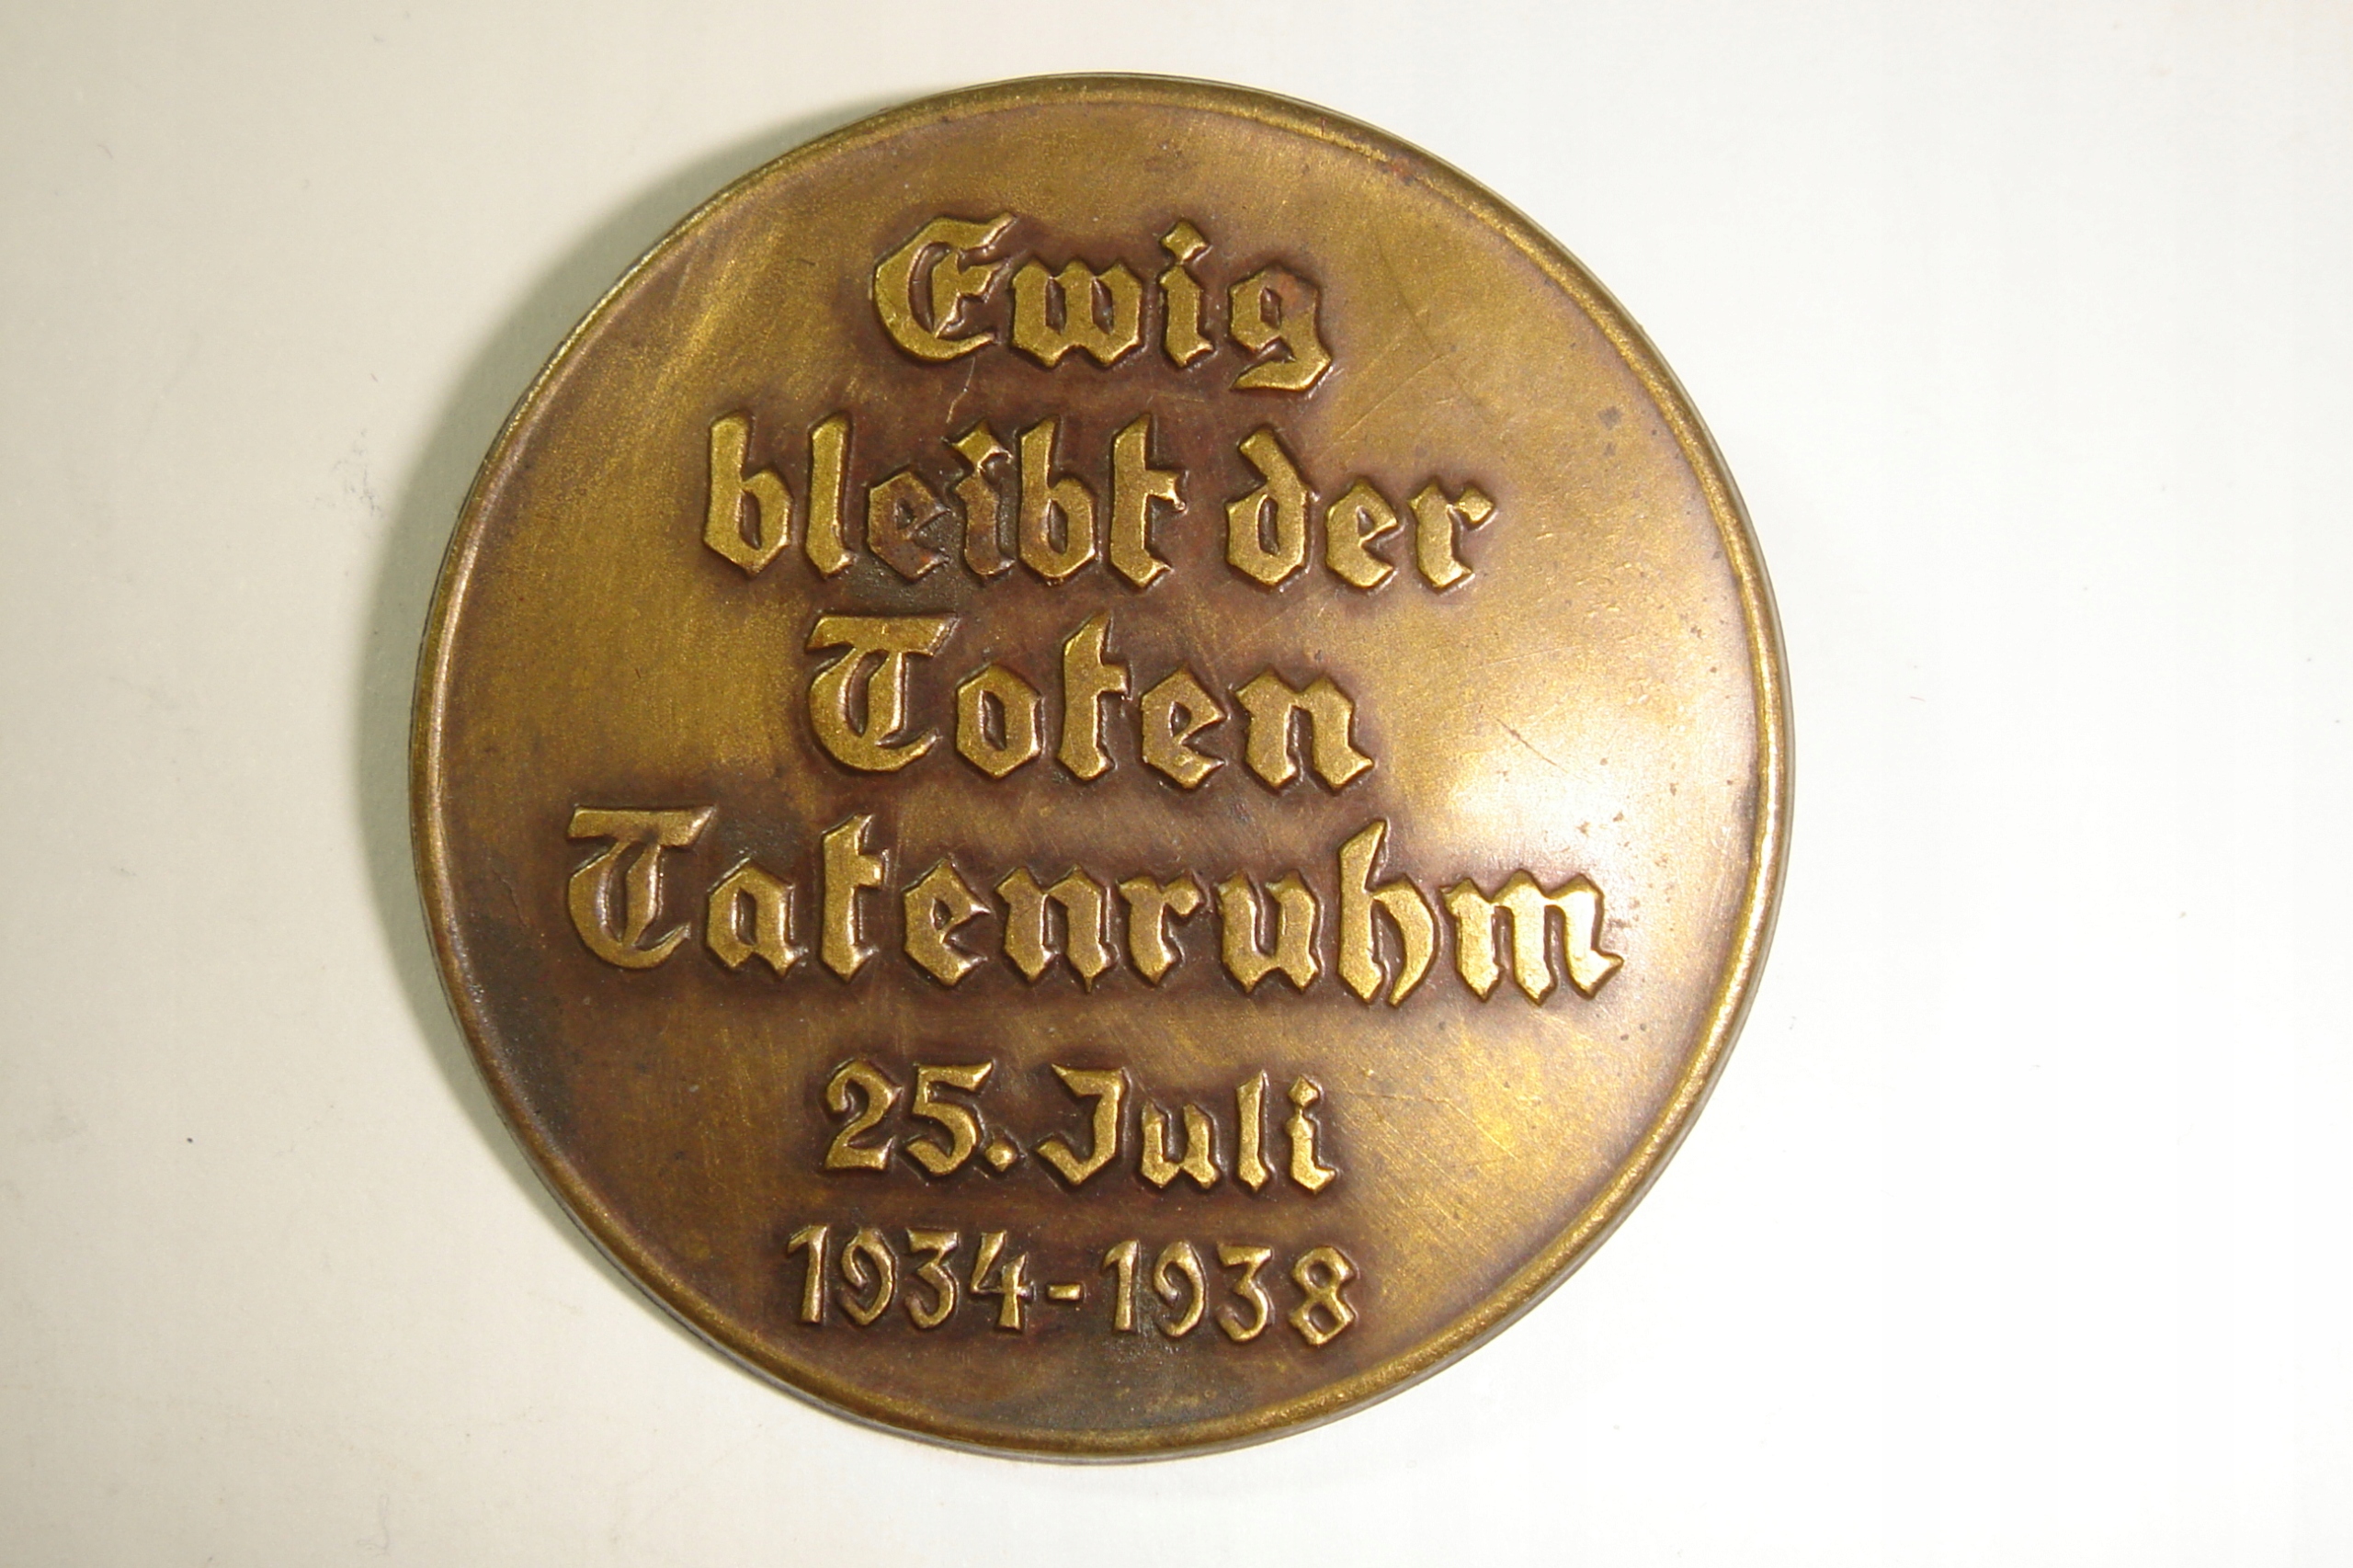 Ewig
bleibt der
Toten
Tatenruhm
25. Juli
1934-1938